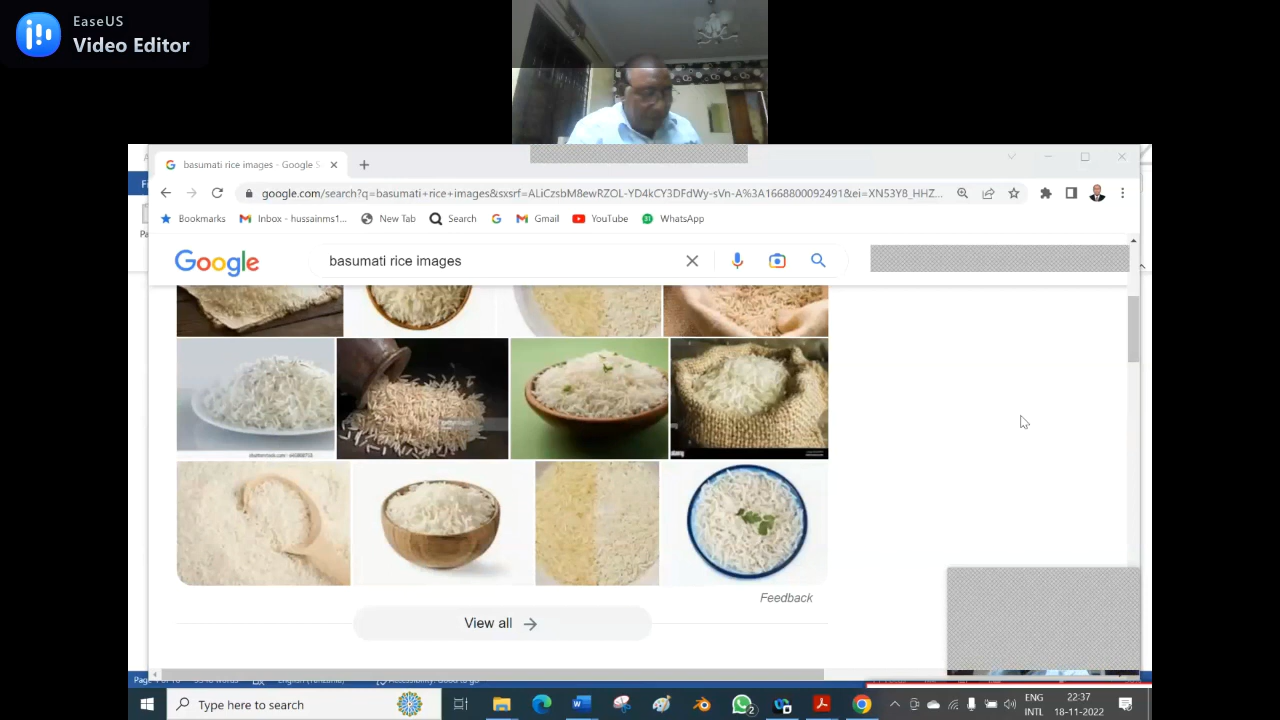 EaseUS
Video Editor
basumati rice images - Google S
google.com/search?q=basumati+rice+images&sxsrf=ALiCzsbM8ewRZOL-YD4kCY3DFdWy-sVn-A%3A1668800092491&ei=XN53Y8_HHZ...
Bookmarks
Inbox - hussainms1...
New Tab
Search
Gmail
YouTube
WhatsApp
Google
basumati rice images
Feedback
View all
Type here to search
2
ENG
INTL
22:37
18-11-2022